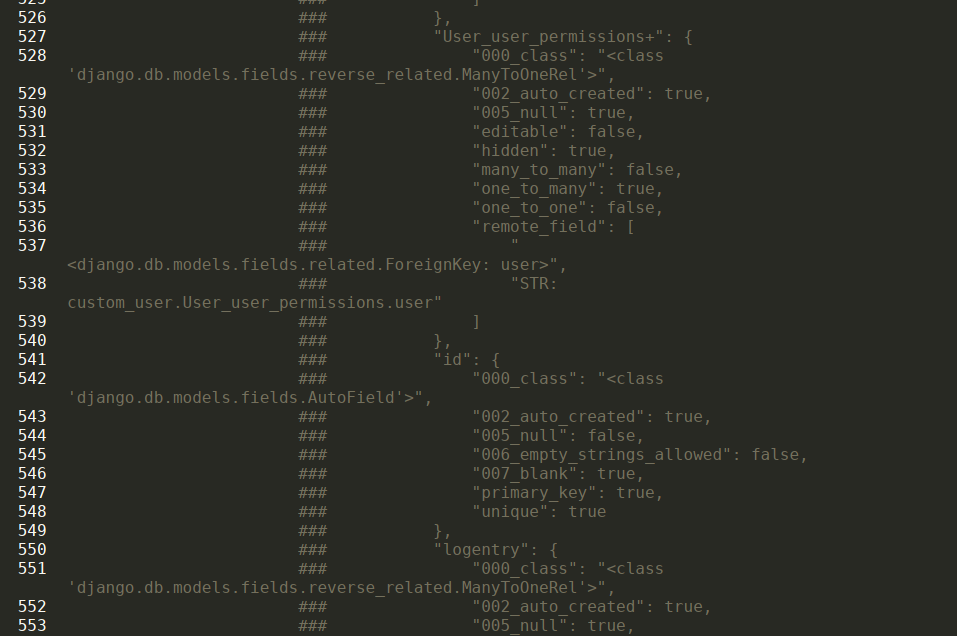 525 ### ]
526 ### },
527 ### "User_user_permissions+": {
528 ### "000_class": "<class
'django.db.models.fields.reverse_related.ManyToOneRel'>",
529 ### "002_auto_created": true,
530 ### "005_null": true,
531 ### "editable": false,
532 ### "hidden": true,
533 ### "many_to_many": false,
534 ### "one_to_many": true,
535 ### "one_to_one": false,
536 ### "remote_field": [
537 ### "
<django.db.models.fields.related.ForeignKey: user>",
538 ### "STR:
custom_user.User_user_permissions.user"
539 ### ]
540 ### },
541 ### "id": {
542 ### "000_class": "<class
'django.db.models.fields.AutoField'>",
543 ### "002_auto_created": true,
544 ### "005_null": false,
545 ### "006_empty_strings_allowed": false,
546 ### "007_blank": true,
547 ### "primary_key": true,
548 ### "unique": true
549 ### },
550 ### "logentry": {
551 ### "000_class": "<class
'django.db.models.fields.reverse_related.ManyToOneRel'>",
552 ### "002_auto_created": true,
553 ### "005_null": true,